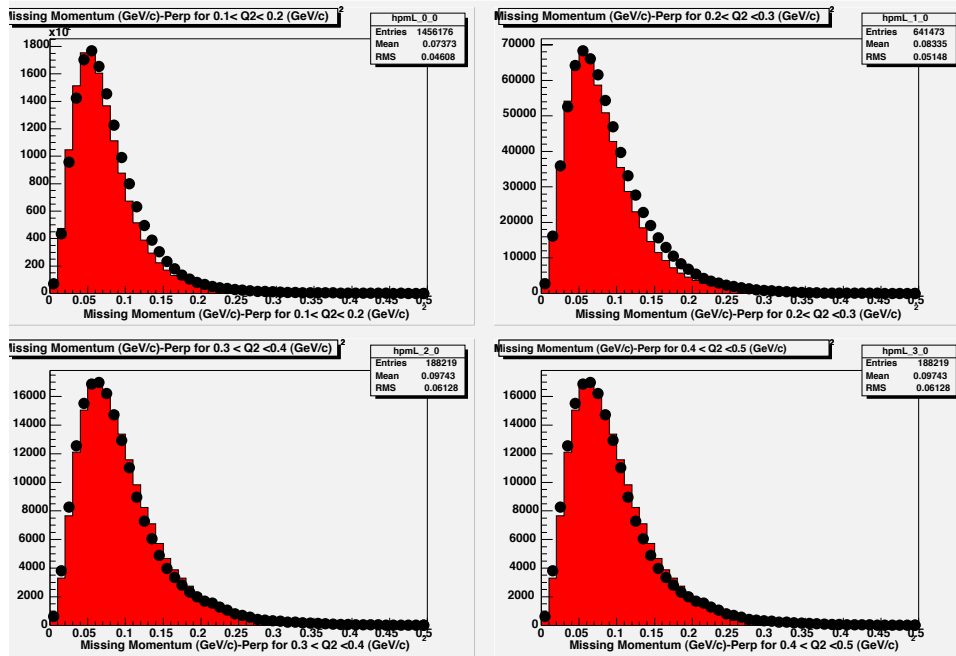 Missing Momentum (GeV/c)-Perp for 0.1< Q2< 0.2 (GeV/c) 2
hpmL_0_0
Entries 1456176
Mean 0.07373
RMS 0.04608
1800
1600
1400
1200
1000
800
600
400
200
0
0 0.05 0.1 0.15 0.2 0.25 0.3 0.35 0.4 0.45 0.5
Missing Momentum (GeV/c)-Perp for 0.1< Q2< 0.2 (GeV/c) 2
Missing Momentum (GeV/c)-Perp for 0.2< Q2 <0.3 (GeV/c) 2
hpmL_1_0
Entries 641473
Mean 0.08335
RMS 0.05148
70000
60000
50000
40000
30000
20000
10000
0
0 0.05 0.1 0.15 0.2 0.25 0.3 0.35 0.4 0.45 0.5
Missing Momentum (GeV/c)-Perp for 0.2< Q2 <0.3 (GeV/c) 2
Missing Momentum (GeV/c)-Perp for 0.3 < Q2 <0.4 (GeV/c) 2
hpmL_2_0
Entries 188219
Mean 0.09743
RMS 0.06128
16000
14000
12000
10000
8000
6000
4000
2000
0
0 0.05 0.1 0.15 0.2 0.25 0.3 0.35 0.4 0.45 0.5
Missing Momentum (GeV/c)-Perp for 0.3 < Q2 <0.4 (GeV/c) 2
Missing Momentum (GeV/c)-Perp for 0.4 < Q2 <0.5 (GeV/c) 2
hpmL_3_0
Entries 188219
Mean 0.09743
RMS 0.06128
16000
14000
12000
10000
8000
6000
4000
2000
0
0 0.05 0.1 0.15 0.2 0.25 0.3 0.35 0.4 0.45 0.5
Missing Momentum (GeV/c)-Perp for 0.4 < Q2 <0.5 (GeV/c) 2